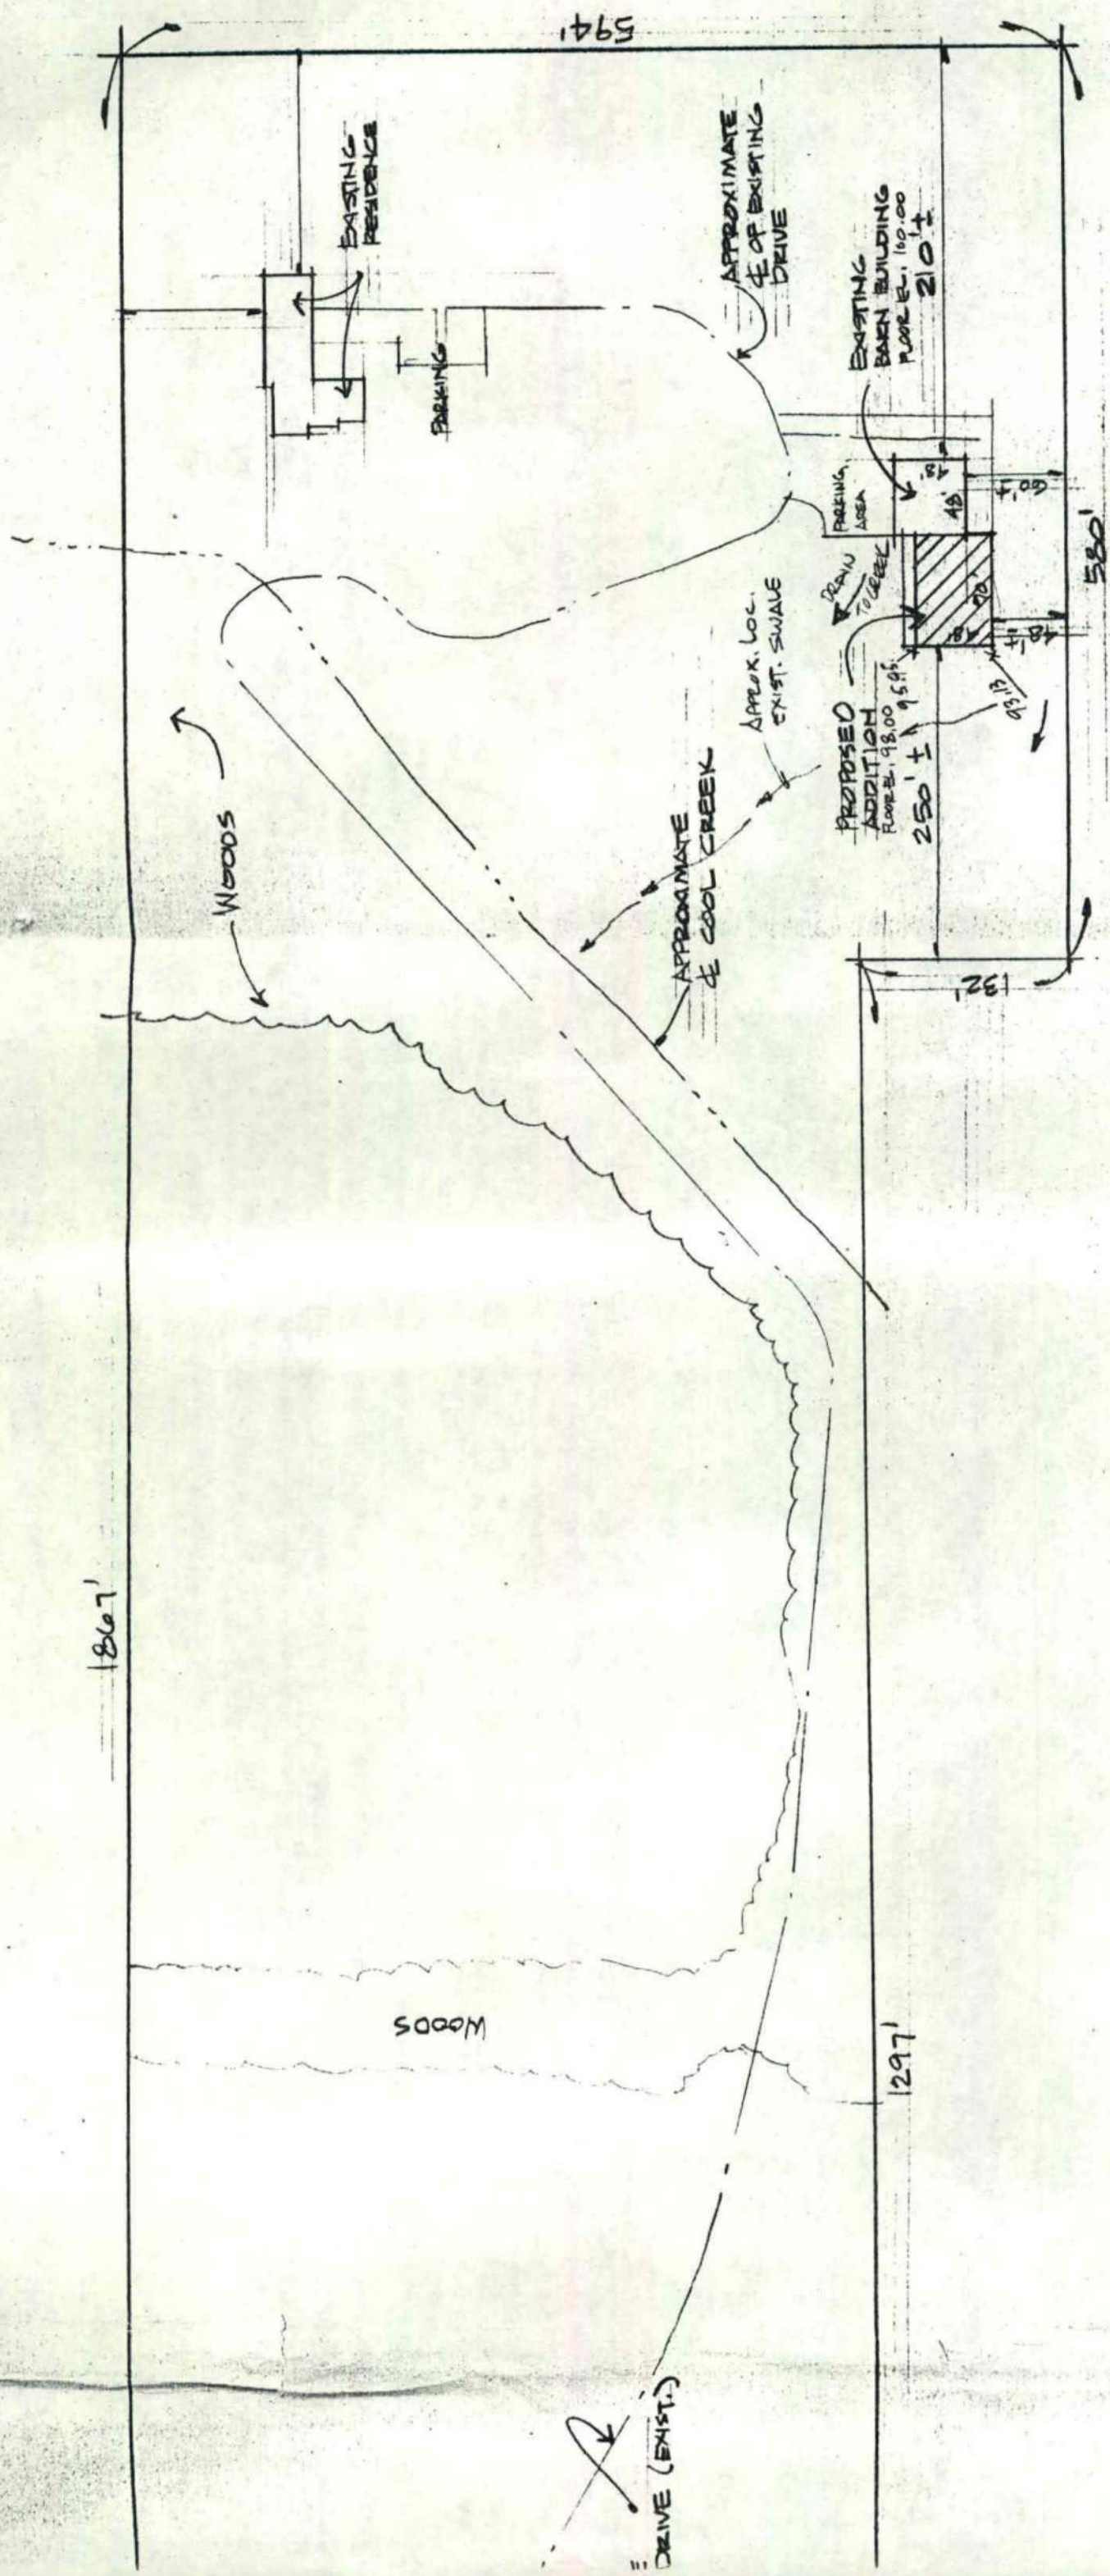 594'
EXISTING
RESIDENCE
PARKING
APPROXIMATE
℄ OF EXISTING
DRIVE
EXISTING
BARN BUILDING
FLOOR EL. 100.00
210' ±
PARKING
AREA
48'
60' ±
580'
DRAIN
TO CREEK
APPROX. LOC.
EXIST. SWALE
PROPOSED
ADDITION
FLOOR EL. 98.00
95.95
250' ±
93.13
48' ±
WOODS
APPROXIMATE
℄ COOL CREEK
132'
1867'
WOODS
1297'
DRIVE (EXIST.)